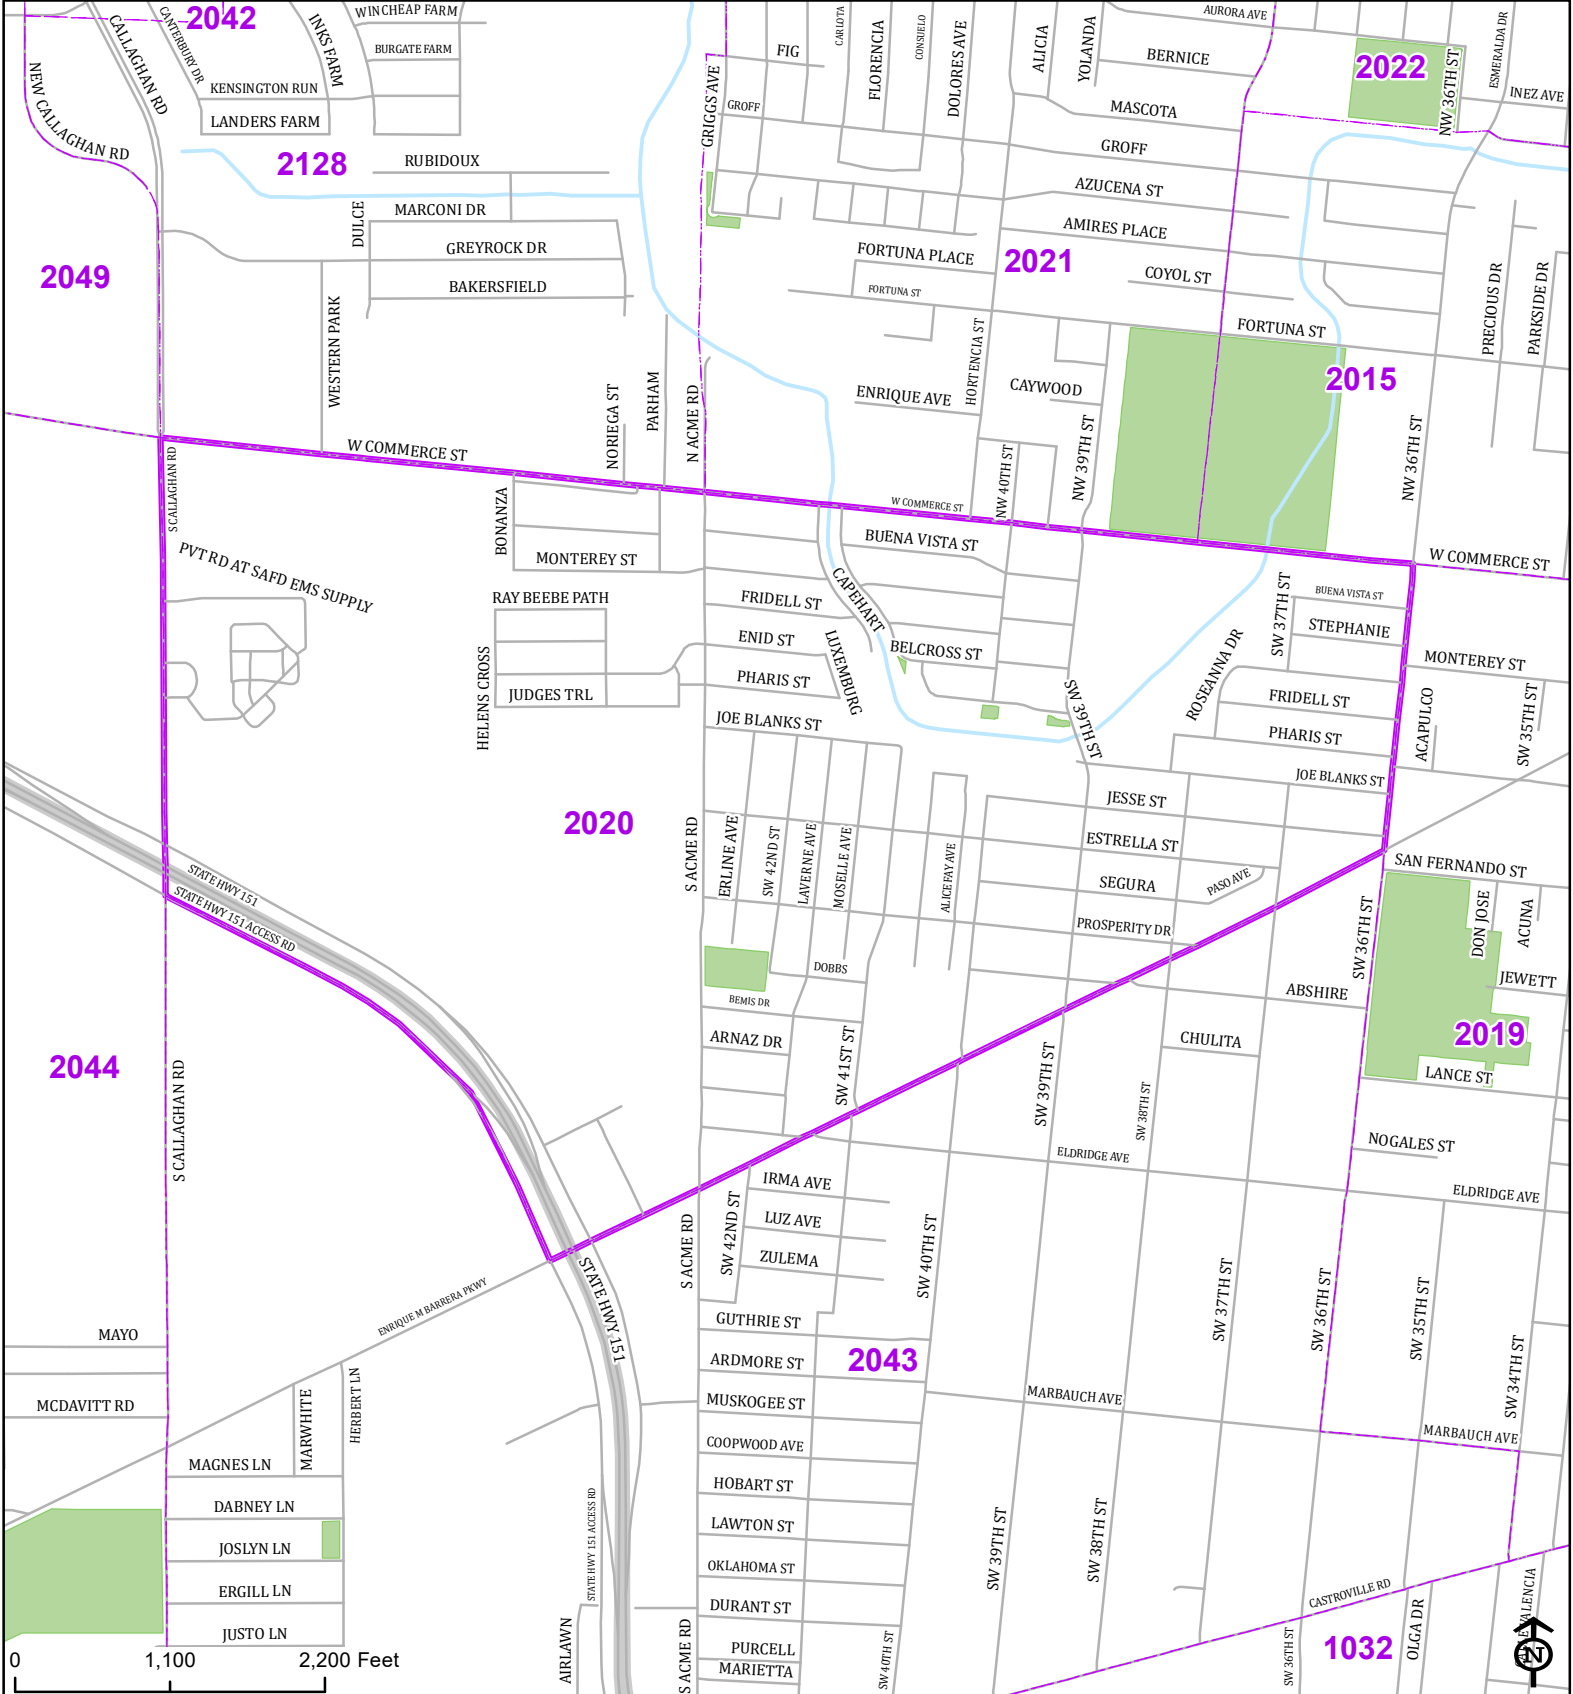 2042
WINCHEAP FARM
CALLAGHAN RD
CANTERBURY DR
INKS FARM
BURGATE FARM
KENSINGTON RUN
LANDERS FARM
NEW CALLAGHAN RD
2128
RUBIDOUX
MARCONI DR
DULCE
GREYROCK DR
BAKERSFIELD
2049
WESTERN PARK
FIG
CARLOTA
FLORENCIA
CONSUELO
DOLORES AVE
ALICIA
YOLANDA
AURORA AVE
BERNICE
MASCOTA
GRIGGS AVE
GROFF
GROFF
2022
NW 36TH ST
ESMERALDA DR
INEZ AVE
AZUCENA ST
AMIRES PLACE
FORTUNA PLACE
2021
COYOL ST
FORTUNA ST
FORTUNA ST
PRECIOUS DR
PARKSIDE DR
HORTENCIA ST
2015
ENRIQUE AVE
CAYWOOD
NORIEGA ST
PARHAM
N ACME RD
NW 40TH ST
NW 39TH ST
NW 36TH ST
W COMMERCE ST
S CALLAGHAN RD
BONANZA
MONTEREY ST
W COMMERCE ST
BUENA VISTA ST
W COMMERCE ST
PVT RD AT SAFD EMS SUPPLY
RAY BEEBE PATH
FRIDELL ST
CAPEHART
ENID ST
LUXEMBURG
BELCROSS ST
PHARIS ST
HELENS CROSS
JUDGES TRL
JOE BLANKS ST
SW 39TH ST
ROSEANNA DR
SW 37TH ST
BUENA VISTA ST
STEPHANIE
MONTEREY ST
FRIDELL ST
ACAPULCO
SW 35TH ST
PHARIS ST
JOE BLANKS ST
JESSE ST
2020
S ACME RD
ERLINE AVE
SW 42ND ST
LAVERNE AVE
MOSELLE AVE
ALICE FAY AVE
ESTRELLA ST
SEGURA
PASO AVE
PROSPERITY DR
SAN FERNANDO ST
SW 36TH ST
DON JOSE
ACUNA
JEWETT
STATE HWY 151
STATE HWY 151 ACCESS RD
DOBBS
BEMIS DR
ARNAZ DR
SW 41ST ST
ABSHIRE
CHULITA
2019
LANCE ST
2044
S CALLAGHAN RD
SW 39TH ST
SW 38TH ST
NOGALES ST
ELDRIDGE AVE
ELDRIDGE AVE
IRMA AVE
LUZ AVE
ZULEMA
SW 42ND ST
S ACME RD
SW 40TH ST
STATE HWY 151
ENRIQUE M BARRERA PKWY
SW 37TH ST
SW 36TH ST
SW 35TH ST
SW 34TH ST
MAYO
MCDAVITT RD
MARWHITE
HERBERT LN
GUTHRIE ST
ARDMORE ST
2043
MUSKOGEE ST
MARBAUCH AVE
MARBAUCH AVE
COOPWOOD AVE
MAGNES LN
HOBART ST
DABNEY LN
LAWTON ST
JOSLYN LN
STATE HWY 151 ACCESS RD
OKLAHOMA ST
SW 39TH ST
SW 38TH ST
ERGILL LN
DURANT ST
CASTROVILLE RD
JUSTO LN
AIRLAWN
S ACME RD
PURCELL
MARIETTA
SW 40TH ST
SW 36TH ST
1032
OLGA DR
VALENCIA
N
0 1,100 2,200 Feet